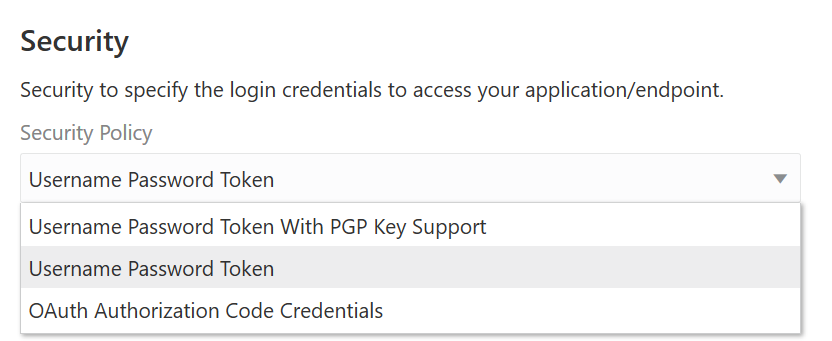 Security
Security to specify the login credentials to access your application/endpoint.
Security Policy
Username Password Token
Username Password Token With PGP Key Support
Username Password Token
OAuth Authorization Code Credentials